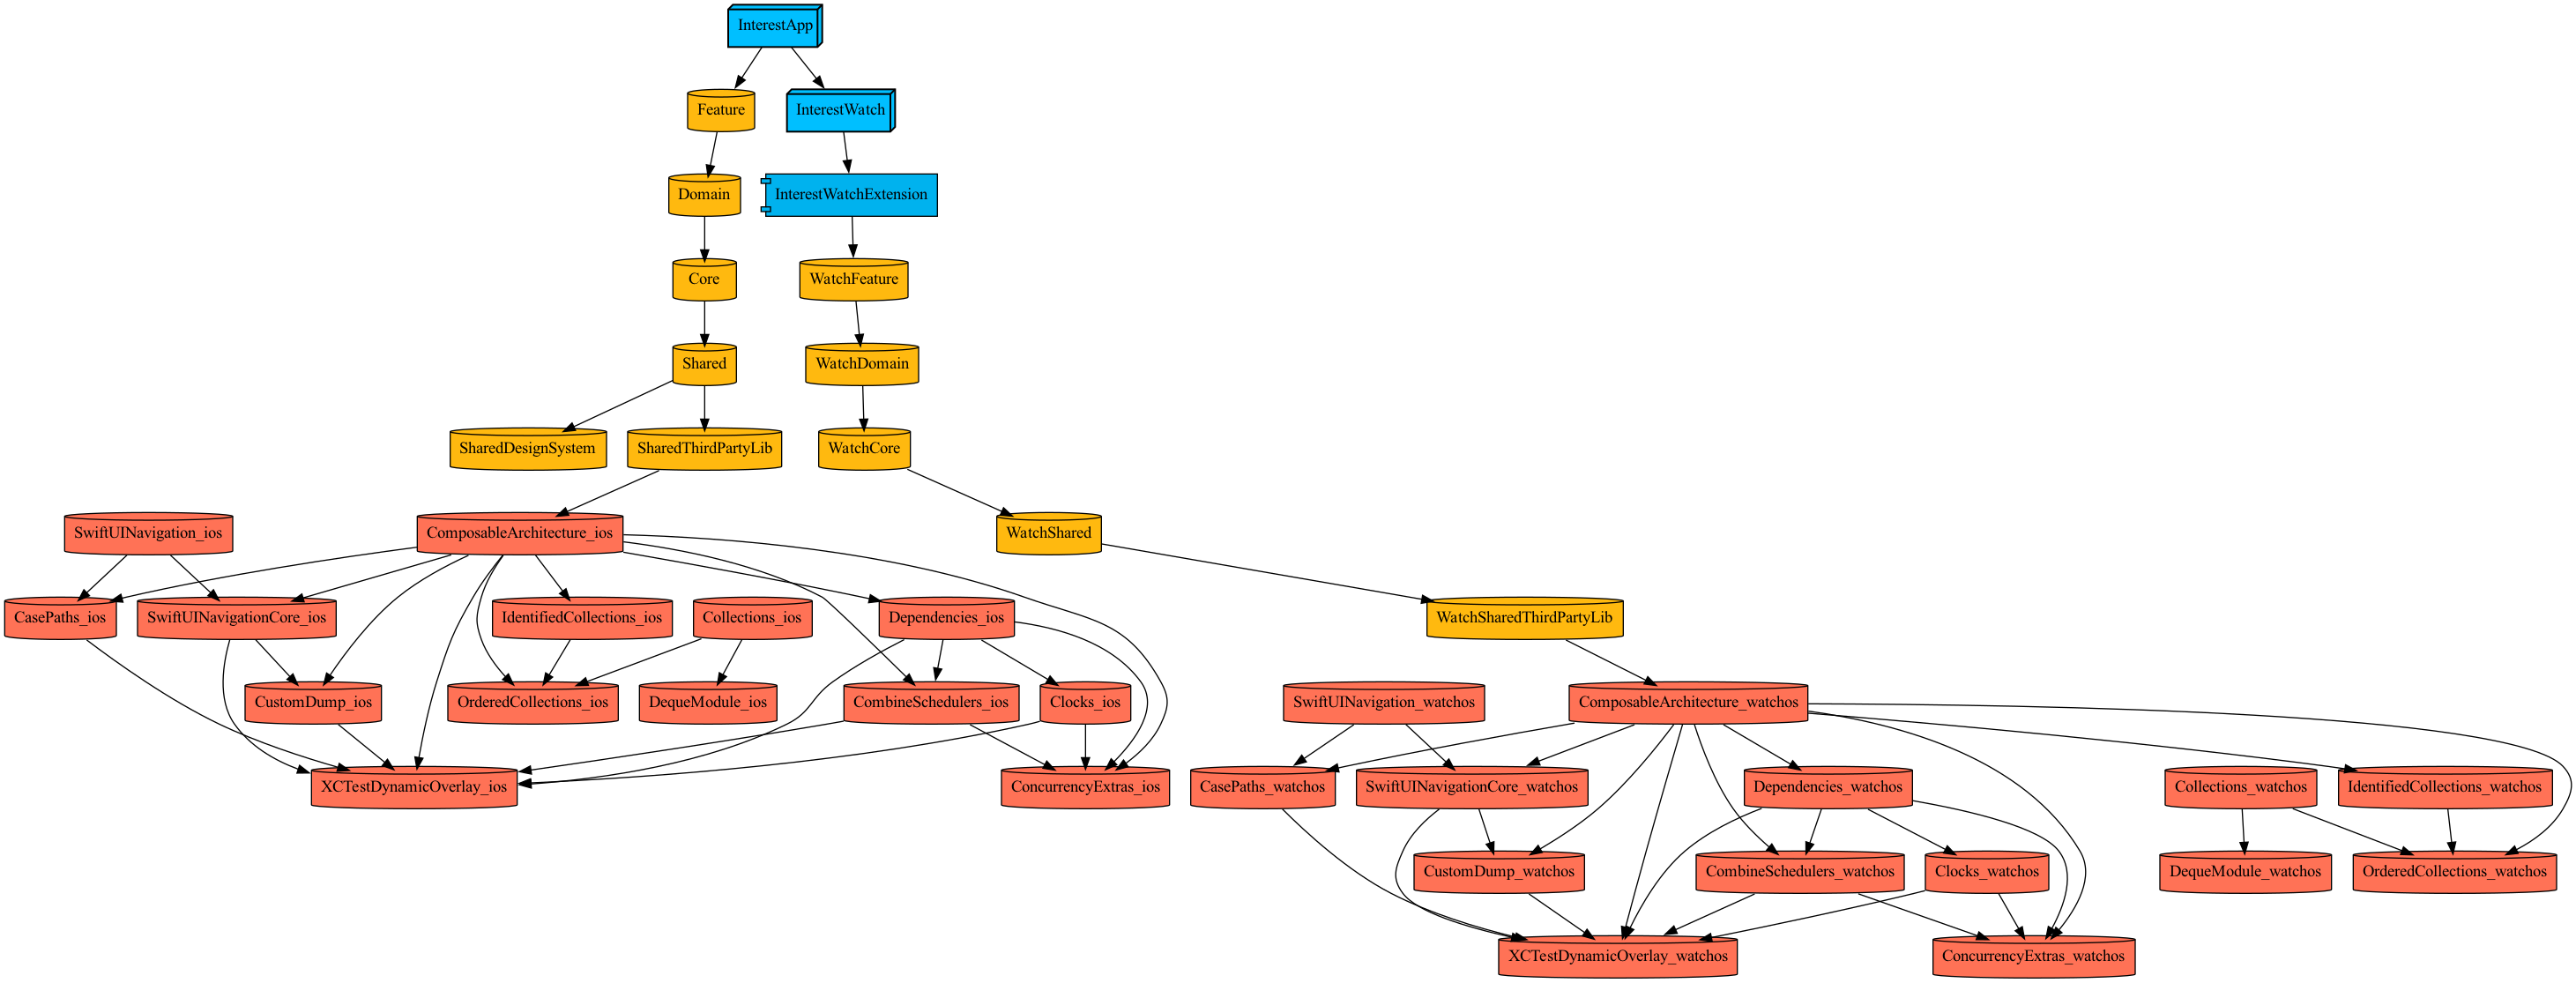 InterestApp
Feature
InterestWatch
Domain
InterestWatchExtension
Core
WatchFeature
Shared
WatchDomain
SharedDesignSystem
SharedThirdPartyLib
WatchCore
SwiftUINavigation_ios
ComposableArchitecture_ios
WatchShared
CasePaths_ios
SwiftUINavigationCore_ios
IdentifiedCollections_ios
Collections_ios
Dependencies_ios
WatchSharedThirdPartyLib
CustomDump_ios
OrderedCollections_ios
DequeModule_ios
CombineSchedulers_ios
Clocks_ios
SwiftUINavigation_watchos
ComposableArchitecture_watchos
XCTestDynamicOverlay_ios
ConcurrencyExtras_ios
CasePaths_watchos
SwiftUINavigationCore_watchos
Dependencies_watchos
Collections_watchos
IdentifiedCollections_watchos
CustomDump_watchos
CombineSchedulers_watchos
Clocks_watchos
DequeModule_watchos
OrderedCollections_watchos
XCTestDynamicOverlay_watchos
ConcurrencyExtras_watchos